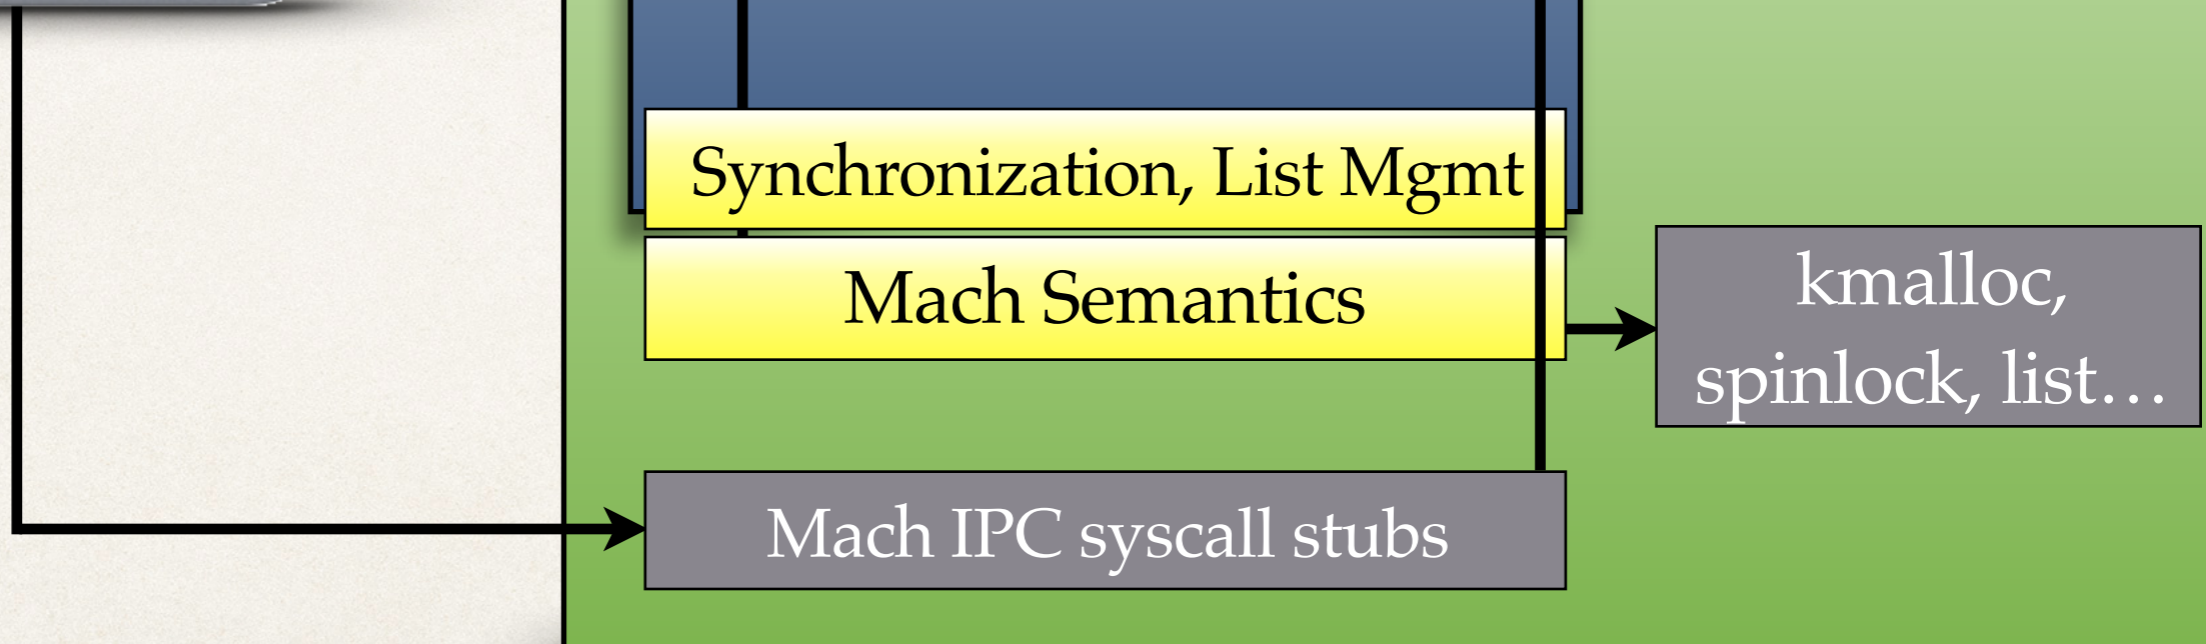 Synchronization, List Mgmt
Mach Semantics
kmalloc,
spinlock, list…
Mach IPC syscall stubs